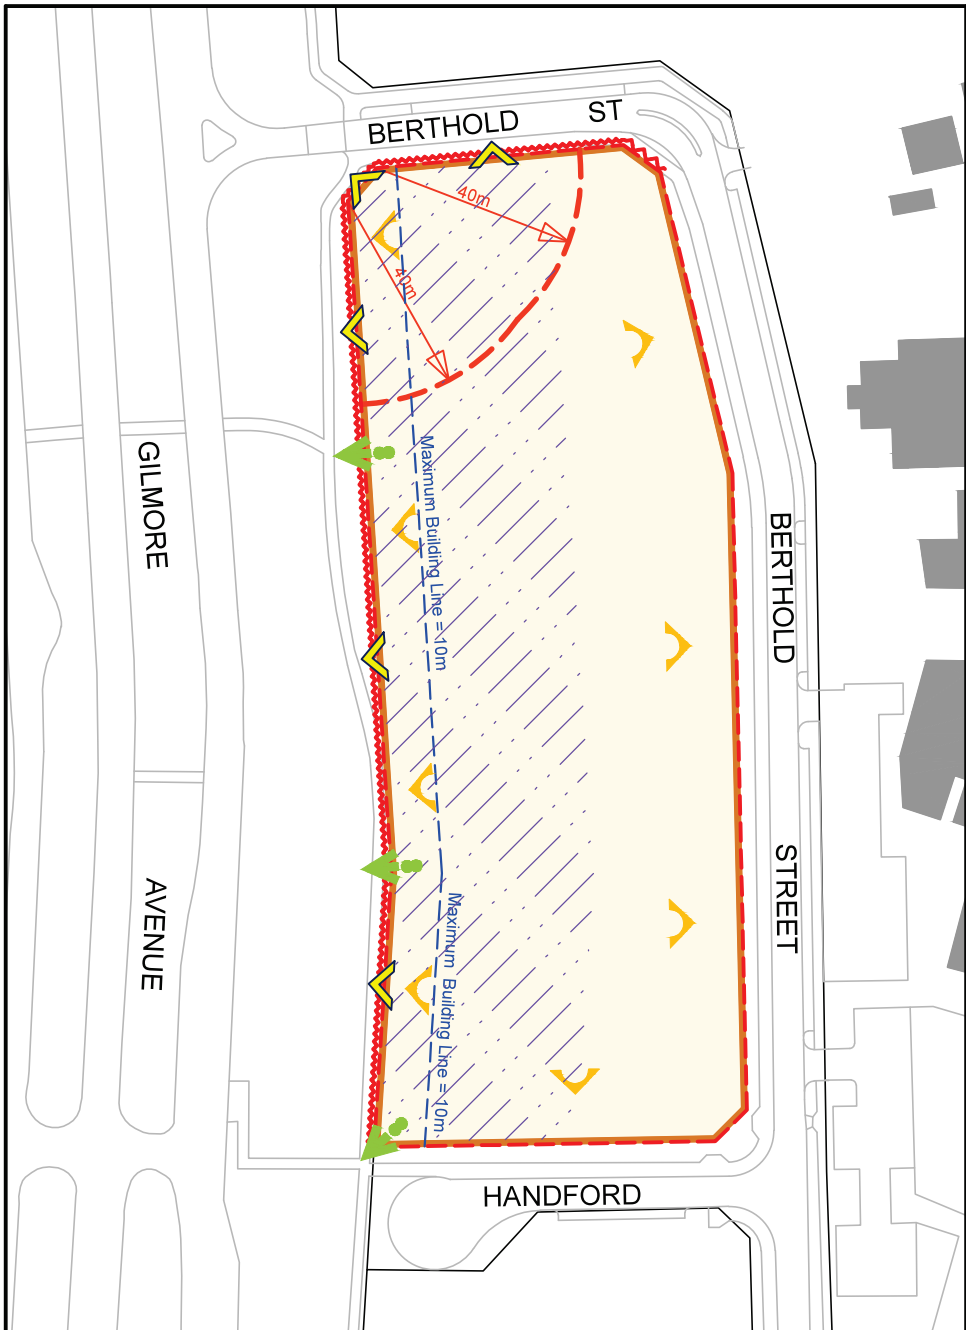 BERTHOLD ST
40m
40m
GILMORE
Maximum Building Line = 10m
BERTHOLD
STREET
AVENUE
Maximum Building Line = 10m
HANDFORD